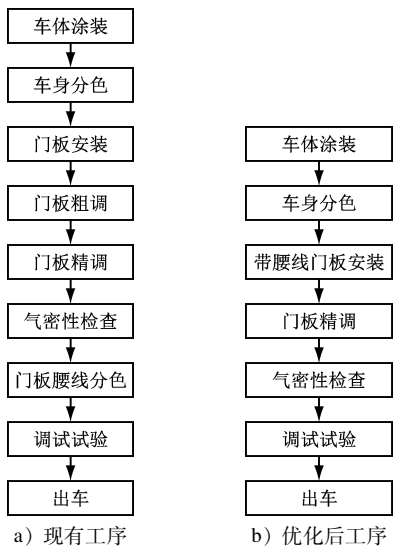 车体涂装
车身分色
门板安装
门板粗调
门板精调
气密性检查
门板腰线分色
调试试验
出车
a）现有工序
车体涂装
车身分色
带腰线门板安装
门板精调
气密性检查
调试试验
出车
b）优化后工序